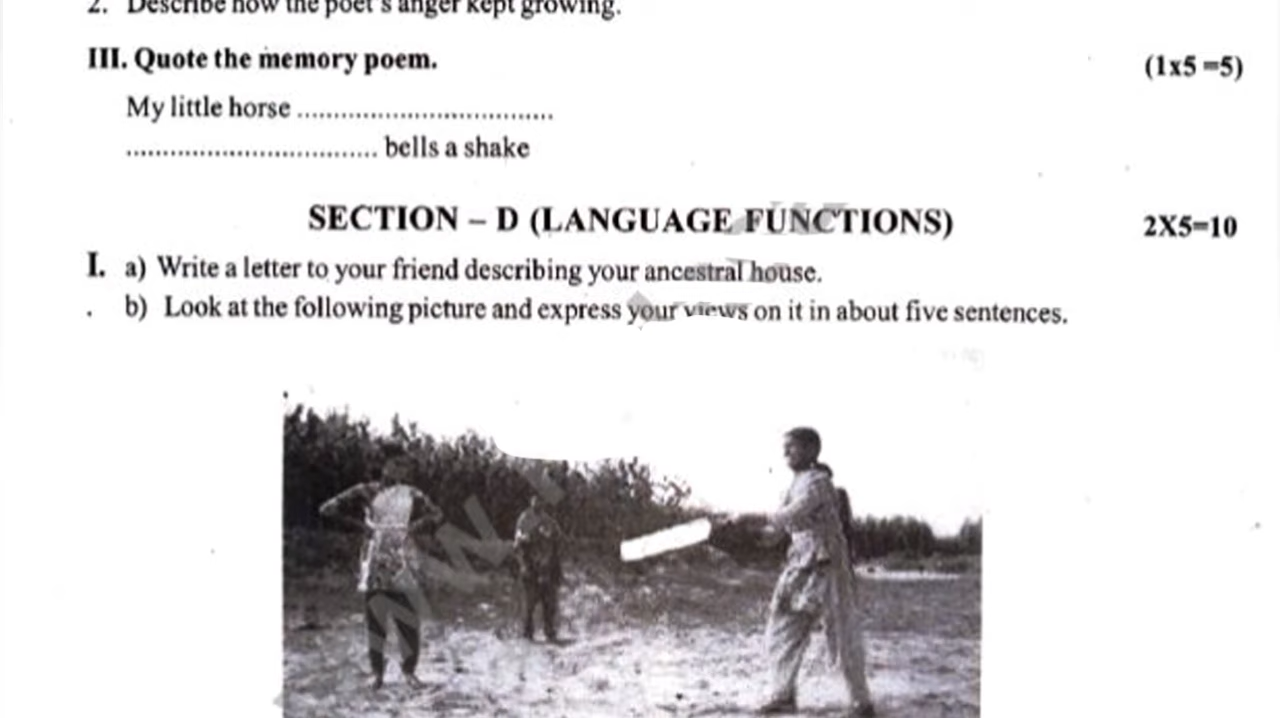 2. Describe how the poet's anger kept growing.
III. Quote the memory poem. (1x5=5)
My little horse ..................................
.................................. bells a shake
SECTION – D (LANGUAGE FUNCTIONS) 2X5=10
I. a) Write a letter to your friend describing your ancestral house.
. b) Look at the following picture and express your views on it in about five sentences.